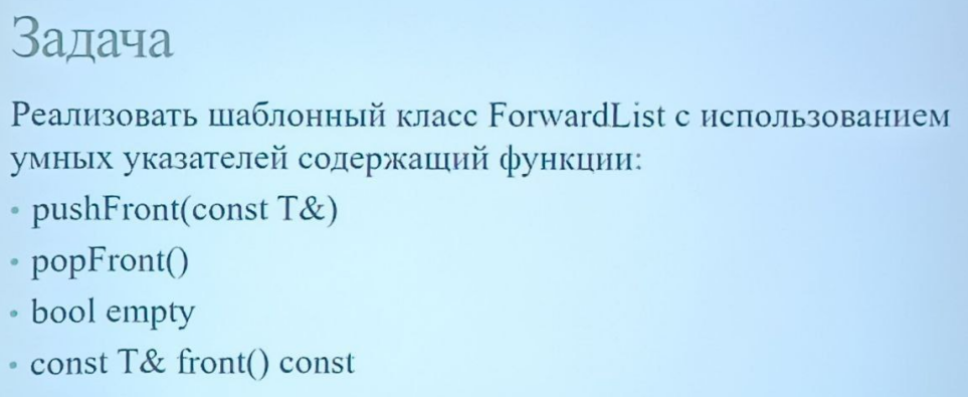 Задача
Реализовать шаблонный класс ForwardList с использованием
умных указателей содержащий функции:
• pushFront(const T&)
• popFront()
• bool empty
• const T& front() const